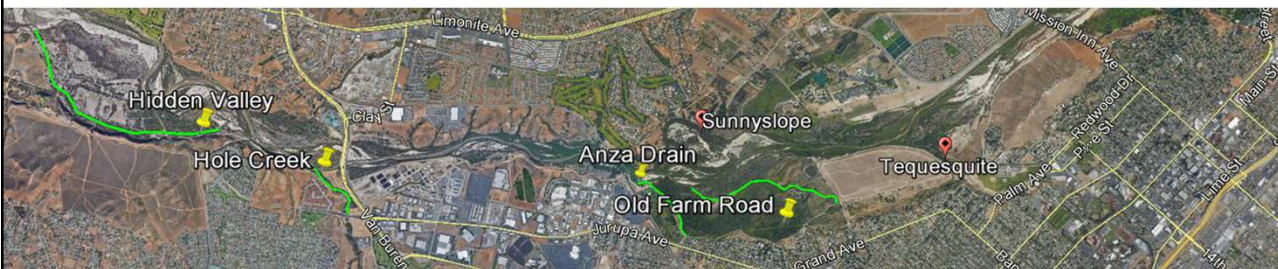 Limonite Ave
Mission Inn Ave
Street
Main St
Hidden Valley
Clay St
Sunnyslope
Redwood Dr
Hole Creek
Anza Drain
Tequesquite
Pine St
Palm Ave
Lime St
Old Farm Road
Van Buren
Jurupa Ave
Grand Ave
14th